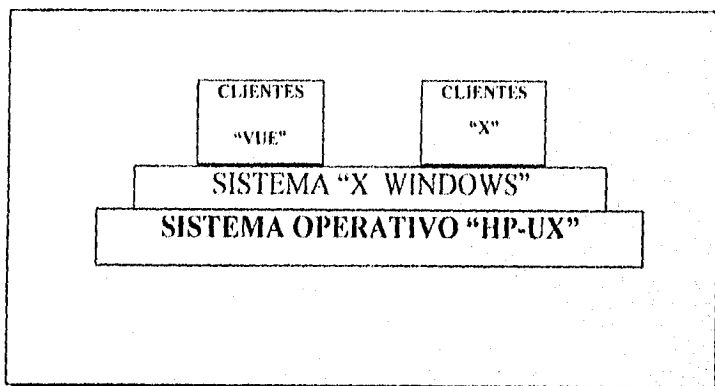 CLIENTES
"VUE"
CLIENTES
"X"
SISTEMA "X WINDOWS"
SISTEMA OPERATIVO "HP-UX"